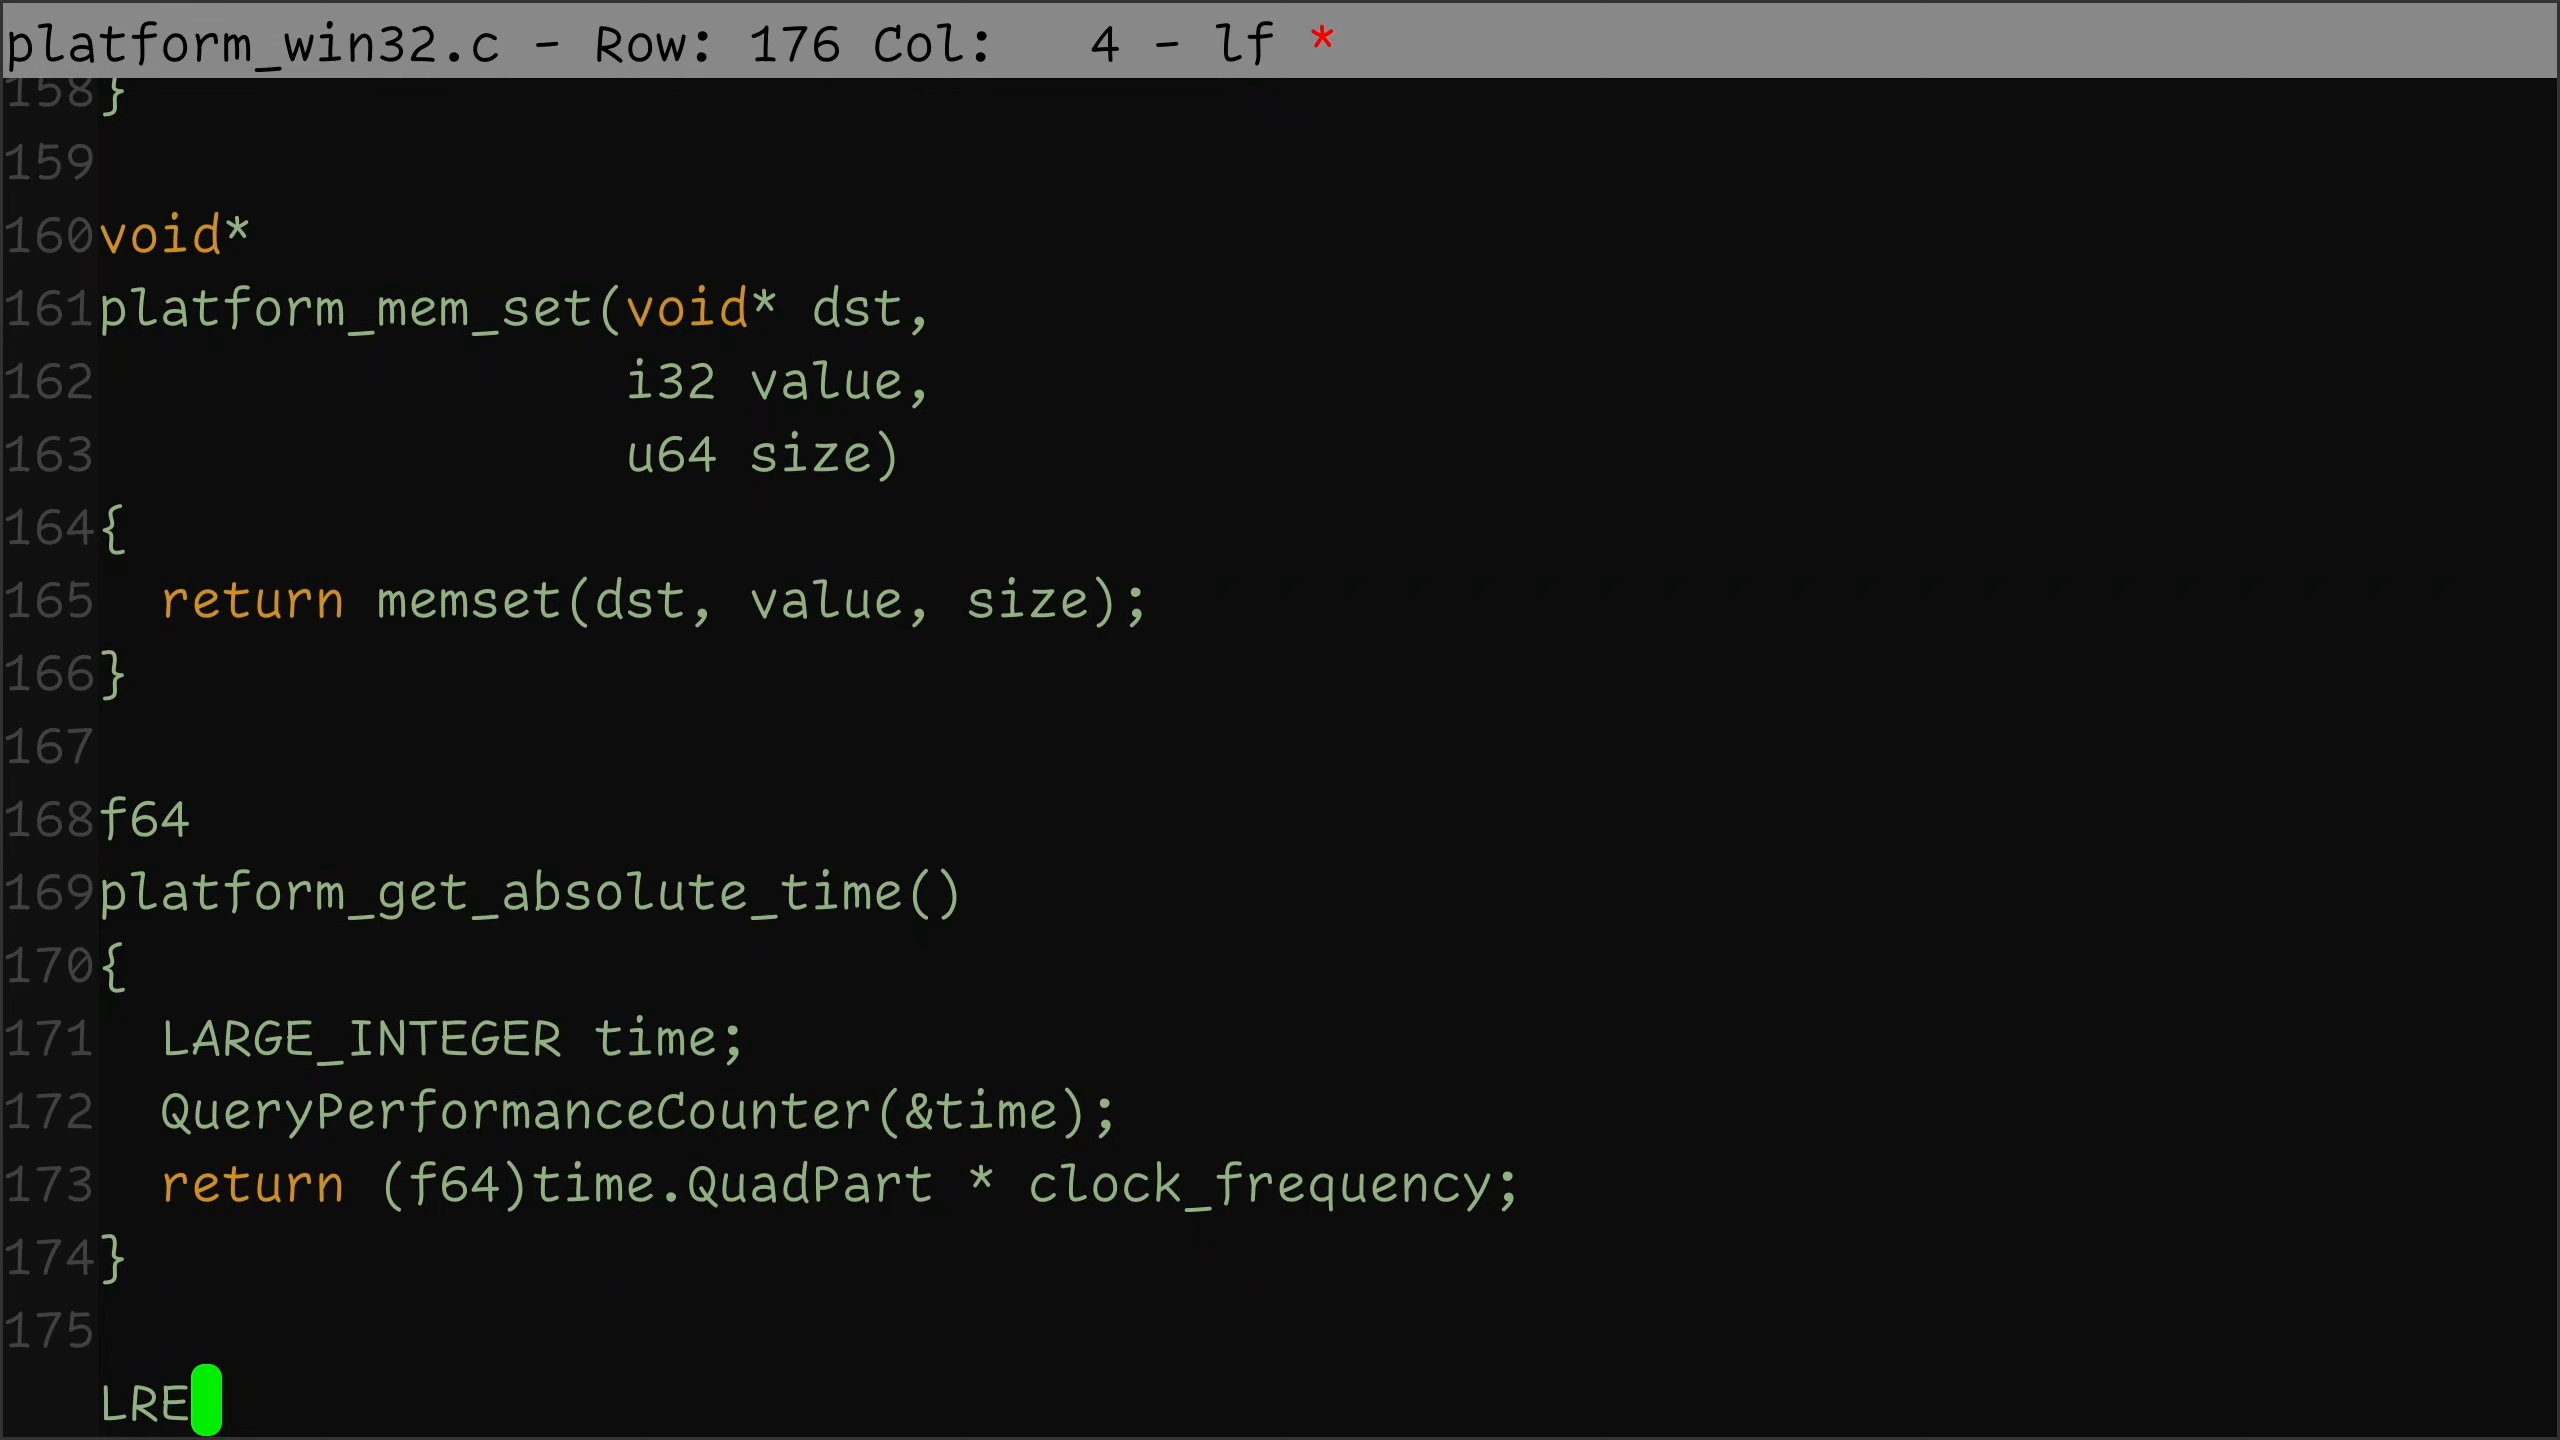 platform_win32.c - Row: 176 Col:   4 - lf *
158}
159
160void*
161platform_mem_set(void* dst,
162                 i32 value,
163                 u64 size)
164{
165  return memset(dst, value, size);
166}
167
168f64
169platform_get_absolute_time()
170{
171  LARGE_INTEGER time;
172  QueryPerformanceCounter(&time);
173  return (f64)time.QuadPart * clock_frequency;
174}
175
LRE